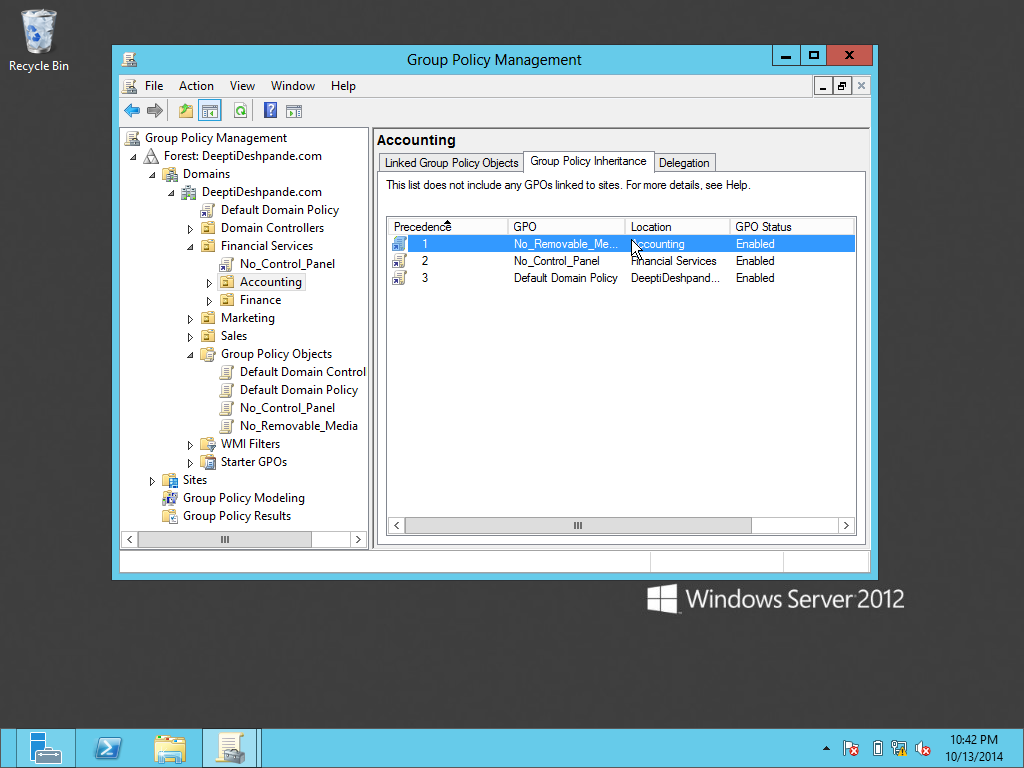 Recycle Bin
Group Policy Management
File Action View Window Help
Group Policy Management
Forest: DeeptiDeshpande.com
Domains
DeeptiDeshpande.com
Default Domain Policy
Domain Controllers
Financial Services
No_Control_Panel
Accounting
Finance
Marketing
Sales
Group Policy Objects
Default Domain Control
Default Domain Policy
No_Control_Panel
No_Removable_Media
WMI Filters
Starter GPOs
Sites
Group Policy Modeling
Group Policy Results
Accounting
Linked Group Policy Objects Group Policy Inheritance Delegation
This list does not include any GPOs linked to sites. For more details, see Help.
Precedence GPO Location GPO Status
1 No_Removable_Me... Accounting Enabled
2 No_Control_Panel Financial Services Enabled
3 Default Domain Policy DeeptiDeshpand... Enabled
Windows Server 2012
10:42 PM
10/13/2014